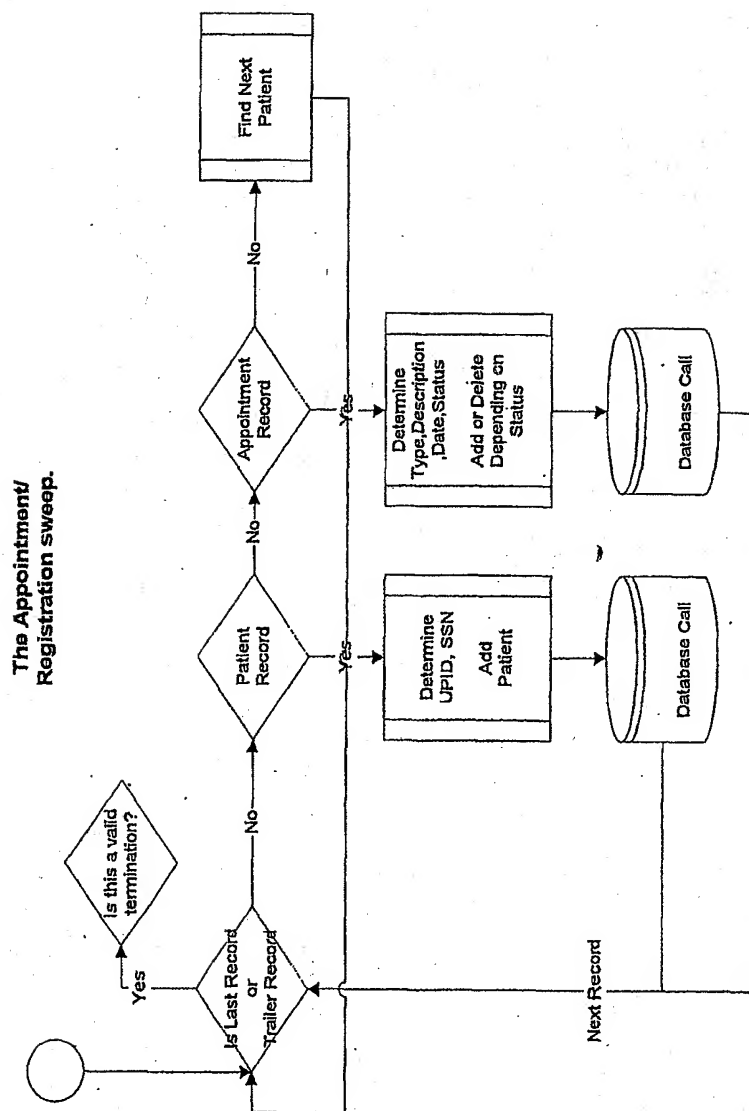 The Appointment/
Registration sweep.
Is this a valid
termination?
Yes
Is Last Record
or
Trailer Record
No
Patient
Record
No
Appointment
Record
No
Find Next
Patient
Yes
Determine
UPID, SSN
Add
Patient
Yes
Determine
Type,Description
,Date,Status
Add or Delete
Depending on
Status
Database Call
Database Call
Next Record